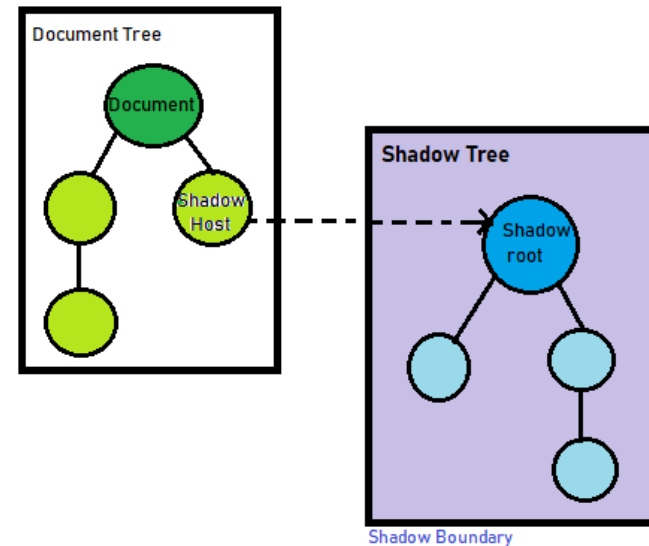 Document Tree
Document
Shadow
Host
Shadow Tree
Shadow
root
Shadow Boundary